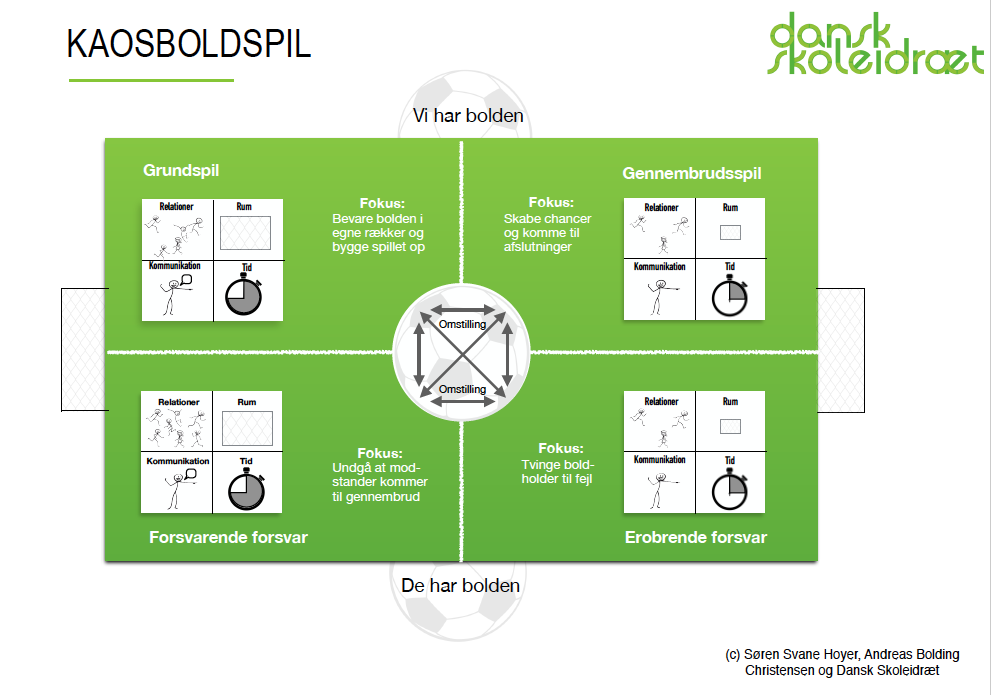 KAOSBOLDSPIL
dansk
skoleidræt
Vi har bolden
Grundspil
Relationer
Rum
Kommunikation
Tid
Fokus:
Bevare bolden i
egne rækker og
bygge spillet op
Fokus:
Skabe chancer
og komme til
afslutninger
Gennembrudsspil
Relationer
Rum
Kommunikation
Tid
Omstilling
Omstilling
Relationer
Rum
Kommunikation
Tid
Forsvarende forsvar
Fokus:
Undgå at mod-
stander kommer
til gennembrud
Fokus:
Tvinge bold-
holder til fejl
Relationer
Rum
Kommunikation
Tid
Erobrende forsvar
De har bolden
(c) Søren Svane Hoyer, Andreas Bolding
Christensen og Dansk Skoleidræt